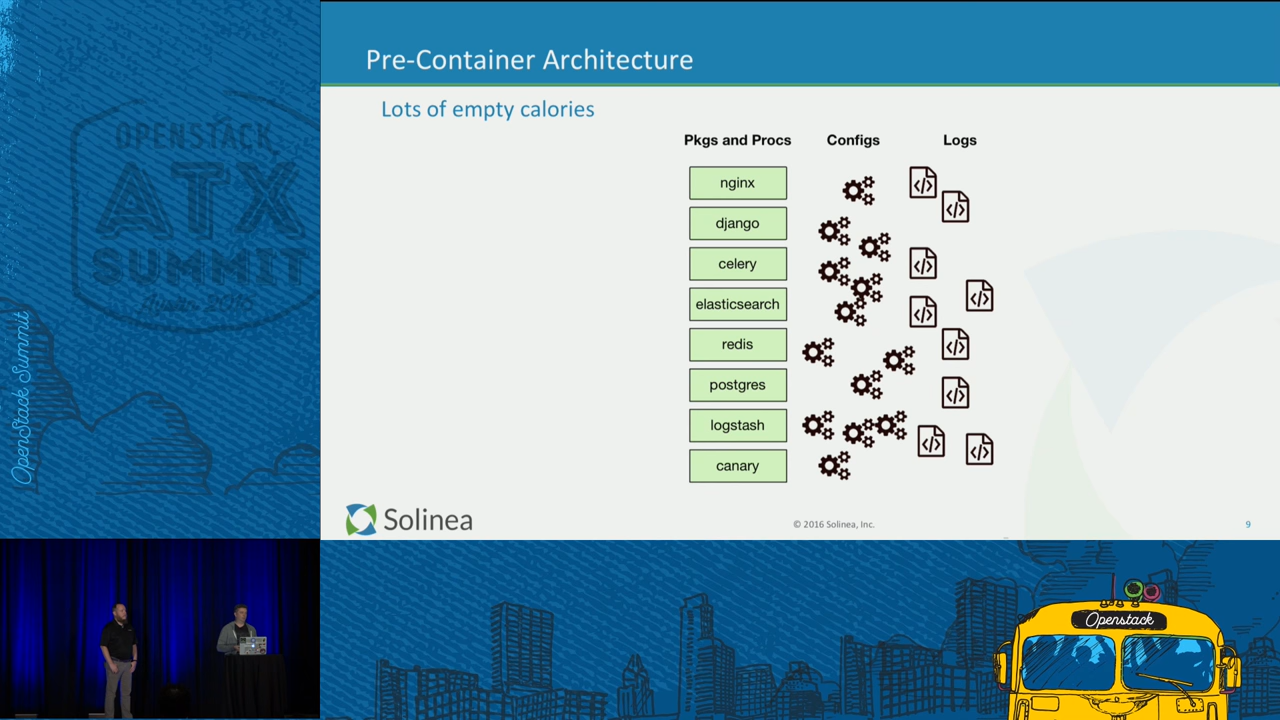 Pre-Container Architecture
Lots of empty calories
Pkgs and Procs Configs Logs
nginx
django
celery
elasticsearch
redis
postgres
logstash
canary
Solinea
© 2016 Solinea, Inc.
9
OPENSTACK
ATX
SUMMIT
OpenStack Summit
Openstack